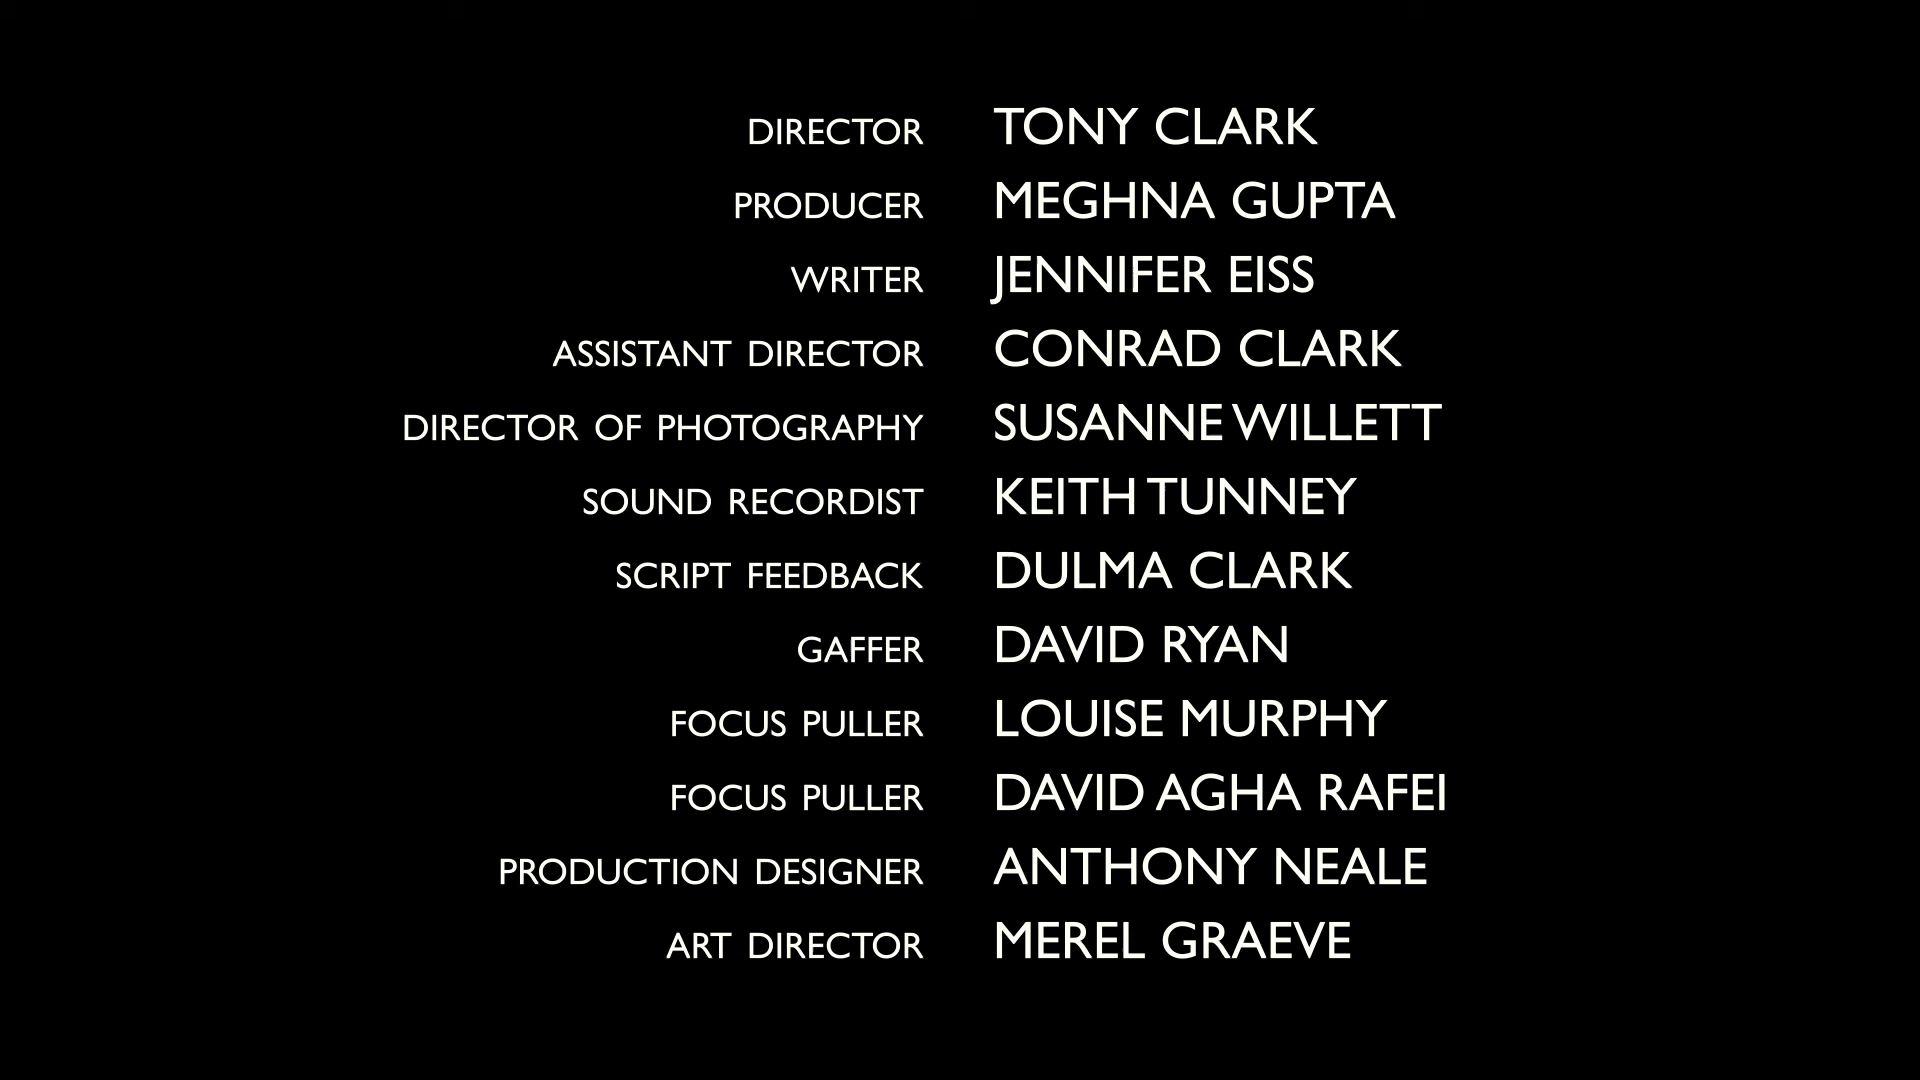 DIRECTOR TONY CLARK
PRODUCER MEGHNA GUPTA
WRITER JENNIFER EISS
ASSISTANT DIRECTOR CONRAD CLARK
DIRECTOR OF PHOTOGRAPHY SUSANNE WILLETT
SOUND RECORDIST KEITH TUNNEY
SCRIPT FEEDBACK DULMA CLARK
GAFFER DAVID RYAN
FOCUS PULLER LOUISE MURPHY
FOCUS PULLER DAVID AGHA RAFEI
PRODUCTION DESIGNER ANTHONY NEALE
ART DIRECTOR MEREL GRAEVE